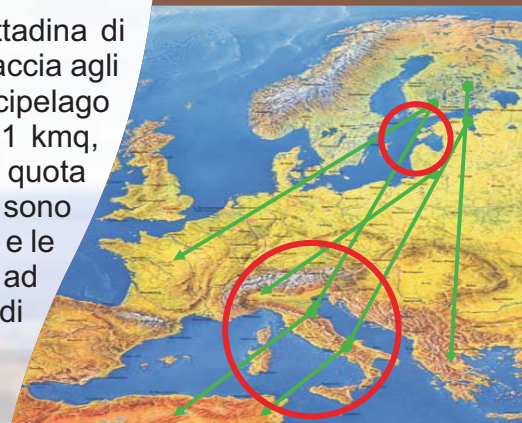 ttadina di
accia agli
cipelago
1 kmq,
quota
sono
e le
ad
di